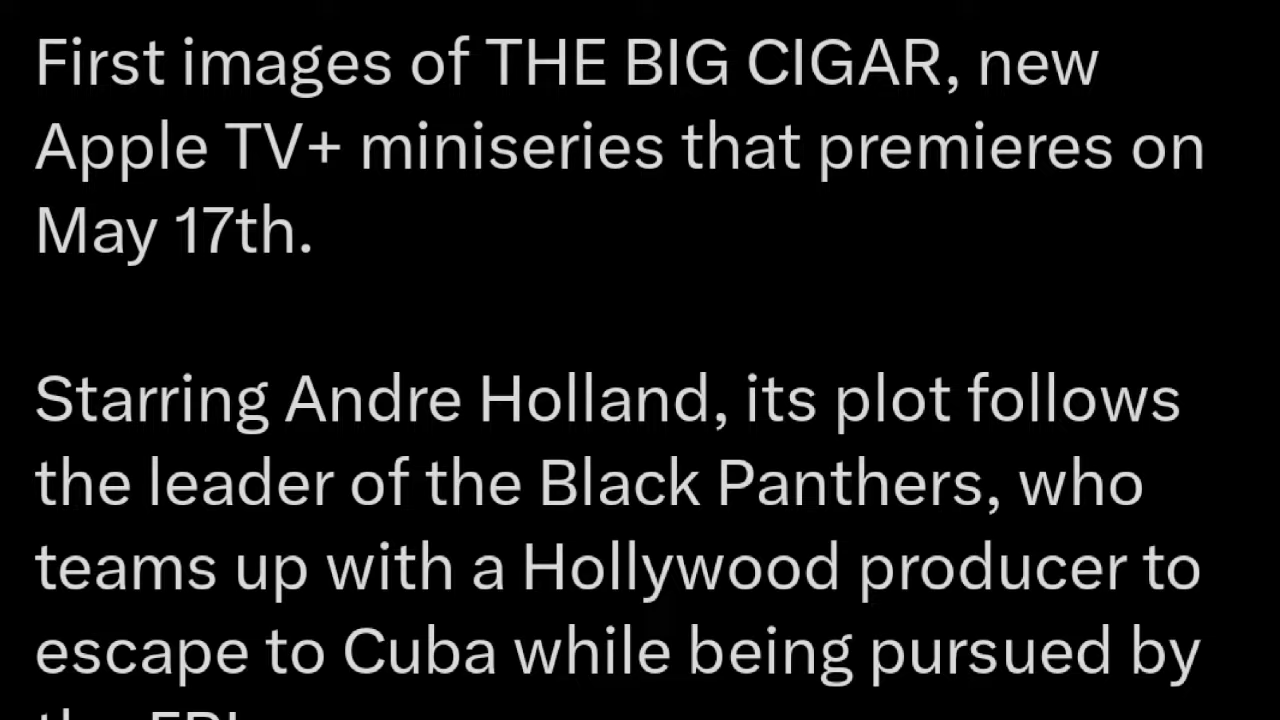 First images of THE BIG CIGAR, new
Apple TV+ miniseries that premieres on
May 17th.
Starring Andre Holland, its plot follows
the leader of the Black Panthers, who
teams up with a Hollywood producer to
escape to Cuba while being pursued by
the FBI